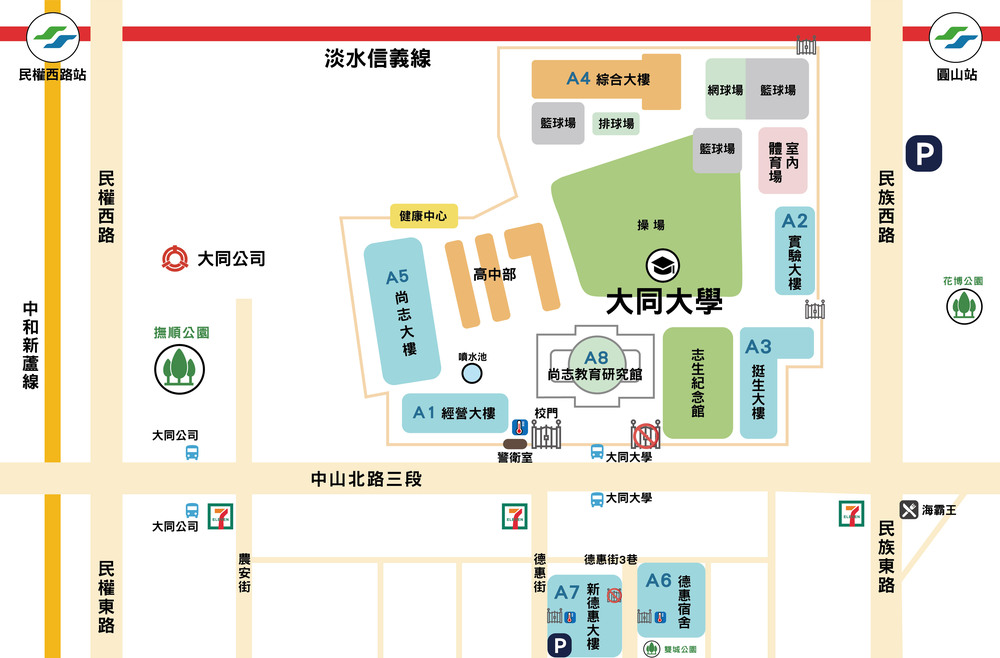 民權西路站
圓山站
淡水信義線
A4 綜合大樓
網球場
籃球場
籃球場
排球場
籃球場
室內
體育場
P
民權西路
民族西路
健康中心
操場
A2
實驗大樓
大同公司
A5
尚志大樓
高中部
大同大學
花博公園
中和新蘆線
撫順公園
噴水池
A8
尚志教育研究館
志生紀念館
A3
挺生大樓
A1 經營大樓
校門
大同公司
警衛室
大同大學
中山北路三段
大同大學
大同公司
7
ELEVEN
7
ELEVEN
7
ELEVEN
海霸王
民權東路
農安街
德惠街
德惠街3巷
民族東路
A7
新德惠大樓
A6
德惠宿舍
P
雙城公園